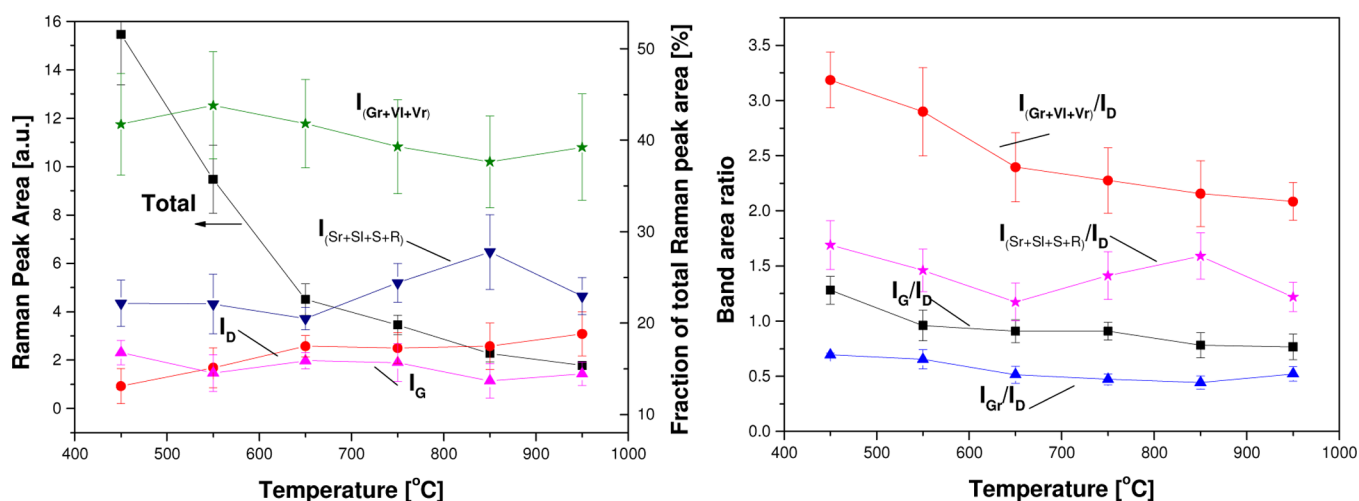 16
14
12
10
8
6
4
2
0
Raman Peak Area [a.u.]
50
40
30
20
10
Fraction of total Raman peak area [%]
I(Gr+Vl+Vr)
Total
I(Sr+Sl+S+R)
ID
IG
400 500 600 700 800 900 1000
Temperature [°C]
3.5
3.0
2.5
2.0
1.5
1.0
0.5
0.0
Band area ratio
I(Gr+Vl+Vr)/ID
I(Sr+Sl+S+R)/ID
IG/ID
IGr/ID
400 500 600 700 800 900 1000
Temperature [°C]